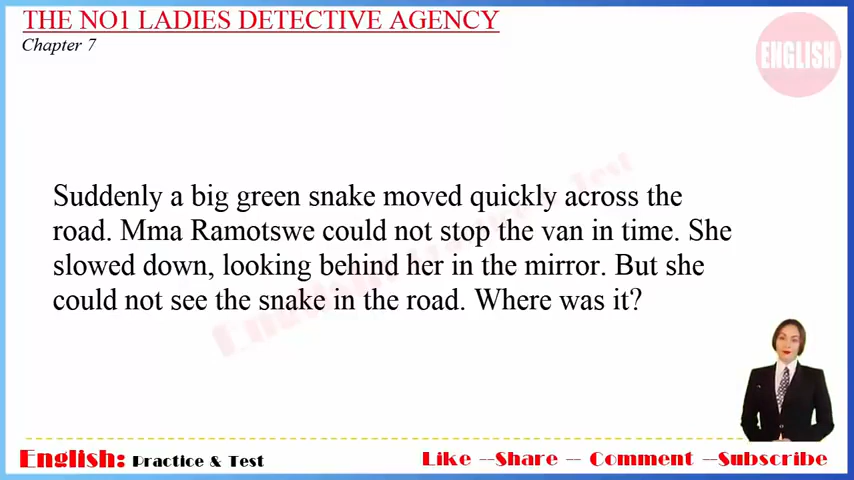 THE NO1 LADIES DETECTIVE AGENCY
Chapter 7
ENGLISH
Suddenly a big green snake moved quickly across the
road. Mma Ramotswe could not stop the van in time. She
slowed down, looking behind her in the mirror. But she
could not see the snake in the road. Where was it?
English: Practice & Test
Like --Share -- Comment --Subscribe